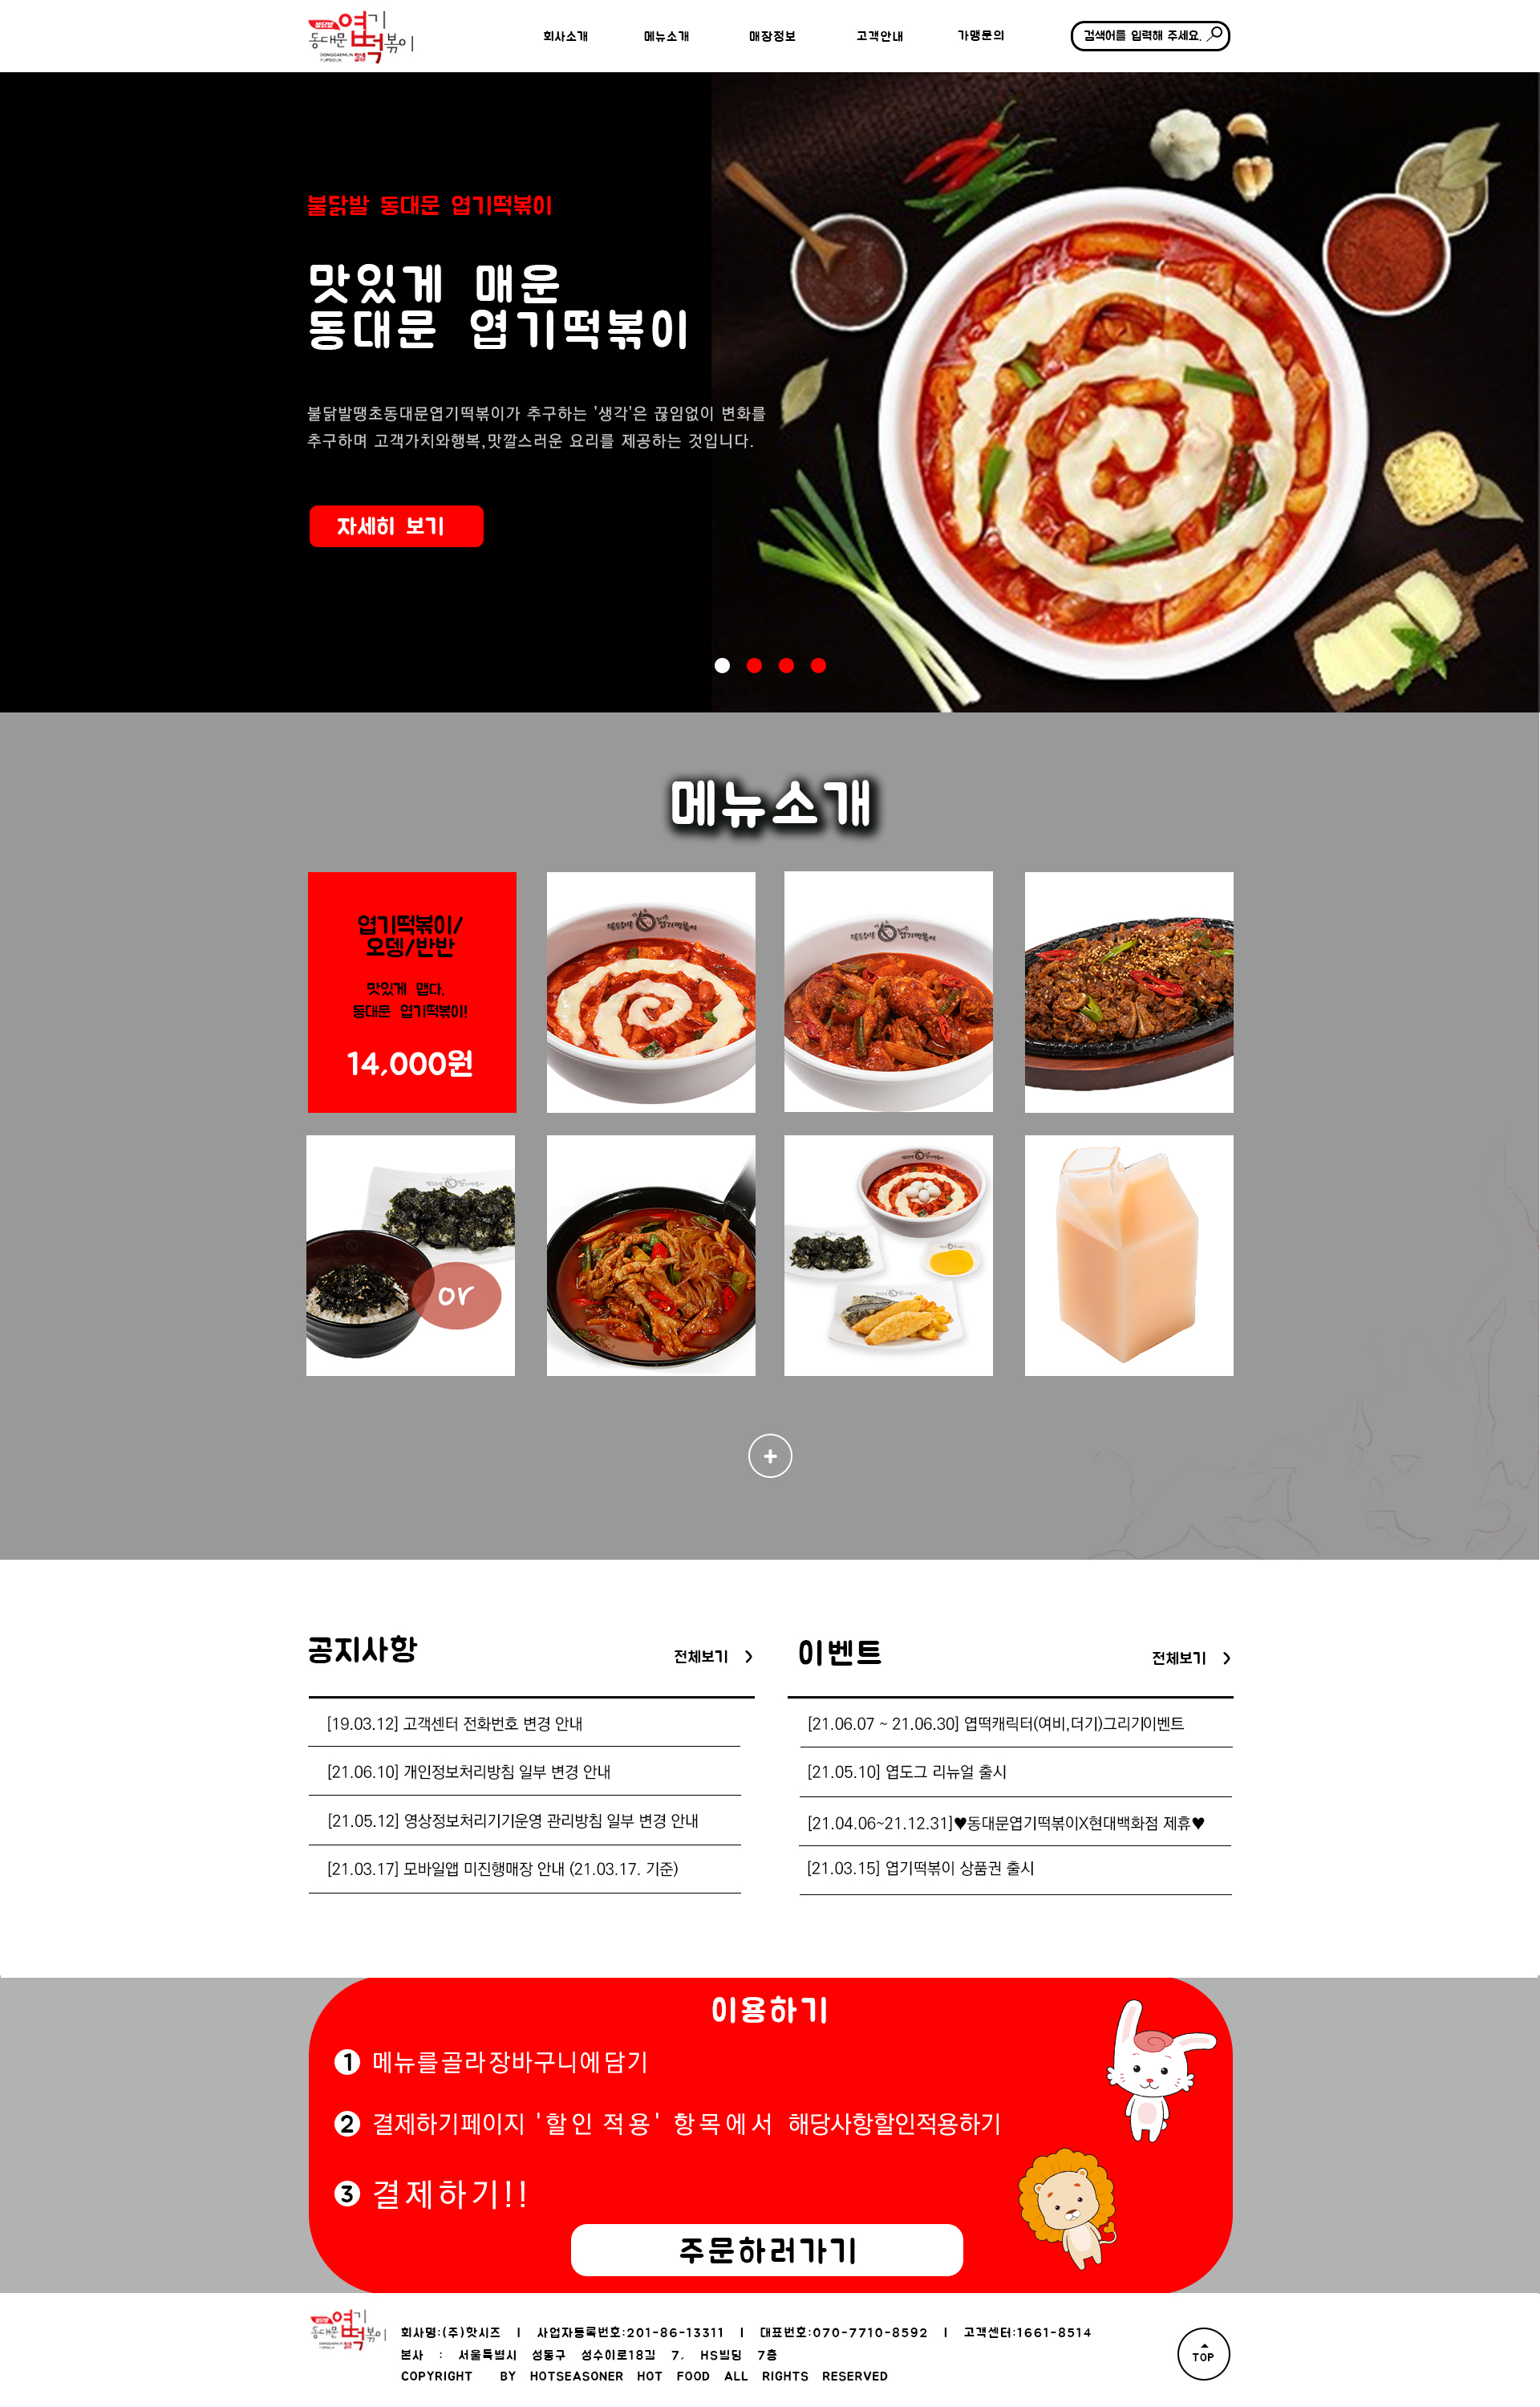 불닭발 엽기
동대문 떡볶이
DONGDAEMUN 엽떡
YUPDDUK
회사소개 메뉴소개 매장정보 고객안내 가맹문의 검색어를 입력해 주세요.
불닭발 동대문 엽기떡볶이
맛있게 매운
동대문 엽기떡볶이
불닭발땡초동대문엽기떡볶이가 추구하는 '생각'은 끊임없이 변화를
추구하며 고객가치와행복,맛깔스러운 요리를 제공하는 것입니다.
자세히 보기
메뉴소개
엽기떡볶이/
오뎅/반반
맛있게 맵다.
동대문 엽기떡볶이!
14,000원
or
+
공지사항
전체보기 >
[19.03.12] 고객센터 전화번호 변경 안내
[21.06.10] 개인정보처리방침 일부 변경 안내
[21.05.12] 영상정보처리기기운영 관리방침 일부 변경 안내
[21.03.17] 모바일앱 미진행매장 안내 (21.03.17. 기준)
이벤트
전체보기 >
[21.06.07 ~ 21.06.30] 엽떡캐릭터(여비,더기)그리기이벤트
[21.05.10] 엽도그 리뉴얼 출시
[21.04.06~21.12.31]♥동대문엽기떡볶이X현대백화점 제휴♥
[21.03.15] 엽기떡볶이 상품권 출시
이용하기
1 메뉴를골라장바구니에담기
2 결제하기페이지 '할인 적용' 항목에서 해당사항할인적용하기
3 결제하기!!
주문하러가기
불닭발 엽기
동대문 떡볶이
회사명:(주)핫시즈 | 사업자등록번호:201-86-13311 | 대표번호:070-7710-8592 | 고객센터:1661-8514
본사 : 서울특별시 성동구 성수이로18길 7, HS빌딩 7층
COPYRIGHT BY HOTSEASONER HOT FOOD ALL RIGHTS RESERVED
TOP